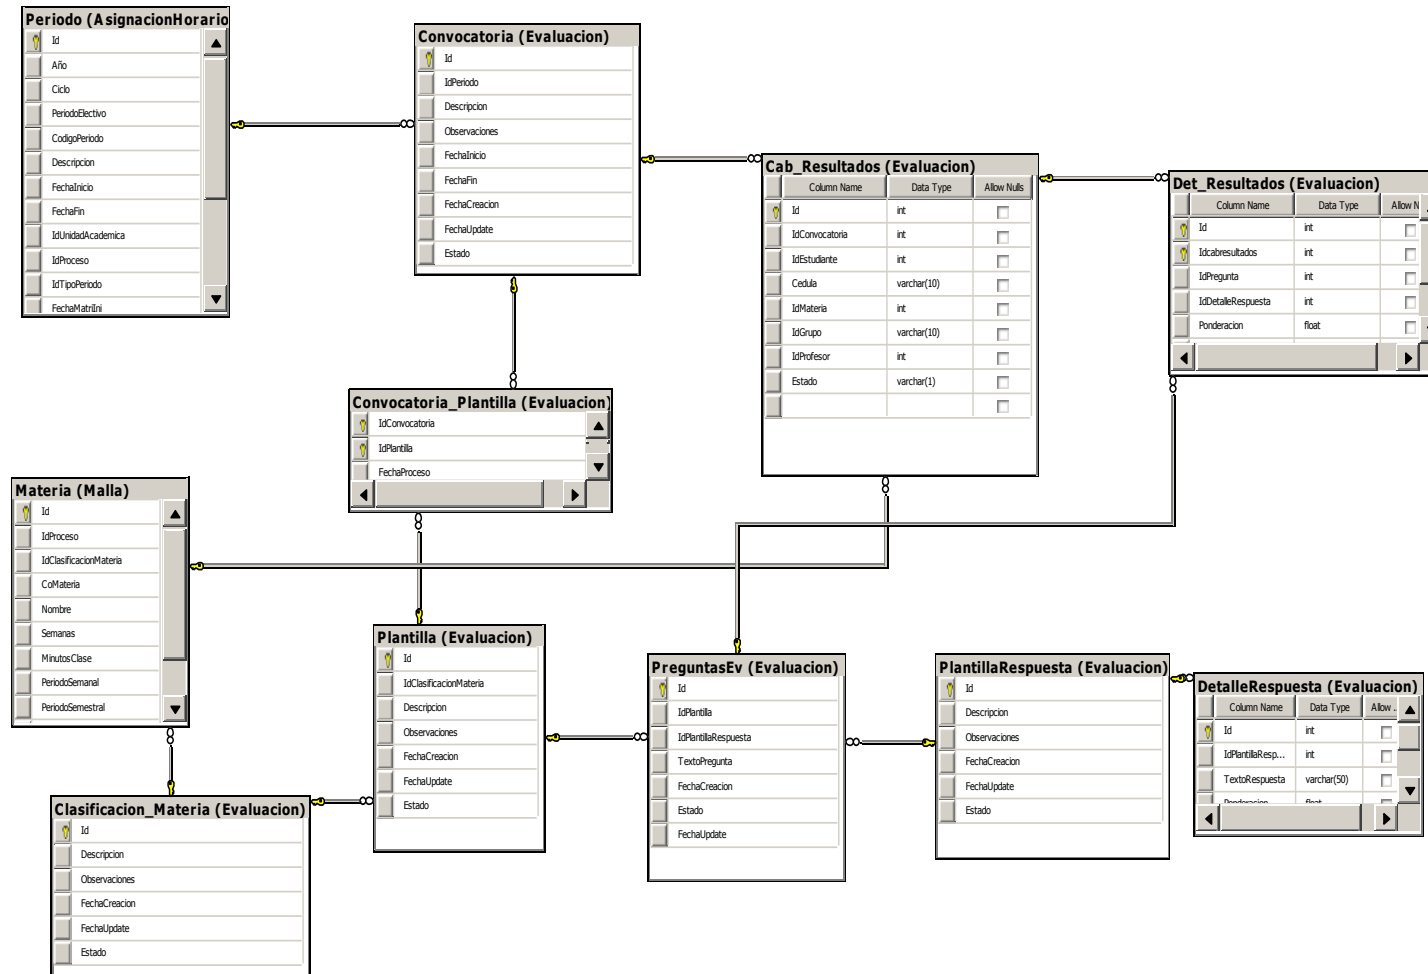 Periodo (AsignacionHorario
Id
Año
Ciclo
PeriodoElectivo
CodigoPeriodo
Descripcion
FechaInicio
FechaFin
IdUnidadAcademica
IdProceso
IdTipoPeriodo
FechaMatriIni
Convocatoria (Evaluacion)
Id
IdPeriodo
Descripcion
Observaciones
FechaInicio
FechaFin
FechaCreacion
FechaUpdate
Estado
Cab_Resultados (Evaluacion)
Column Name Data Type Allow Nulls
Id int
IdConvocatoria int
IdEstudiante int
Cedula varchar(10)
IdMateria int
IdGrupo varchar(10)
IdProfesor int
Estado varchar(1)
Det_Resultados (Evaluacion)
Column Name Data Type Allow N
Id int
Idcabresultados int
IdPregunta int
IdDetalleRespuesta int
Ponderacion float
Convocatoria_Plantilla (Evaluacion)
IdConvocatoria
IdPlantilla
FechaProceso
Materia (Malla)
Id
IdProceso
IdClasificacionMateria
CoMateria
Nombre
Semanas
MinutosClase
PeriodoSemanal
PeriodoSemestral
Plantilla (Evaluacion)
Id
IdClasificacionMateria
Descripcion
Observaciones
FechaCreacion
FechaUpdate
Estado
PreguntasEv (Evaluacion)
Id
IdPlantilla
IdPlantillaRespuesta
TextoPregunta
FechaCreacion
Estado
FechaUpdate
PlantillaRespuesta (Evaluacion)
Id
Descripcion
Observaciones
FechaCreacion
FechaUpdate
Estado
DetalleRespuesta (Evaluacion)
Column Name Data Type Allow ...
Id int
IdPlantillaResp... int
TextoRespuesta varchar(50)
Ponderacion float
Clasificacion_Materia (Evaluacion)
Id
Descripcion
Observaciones
FechaCreacion
FechaUpdate
Estado